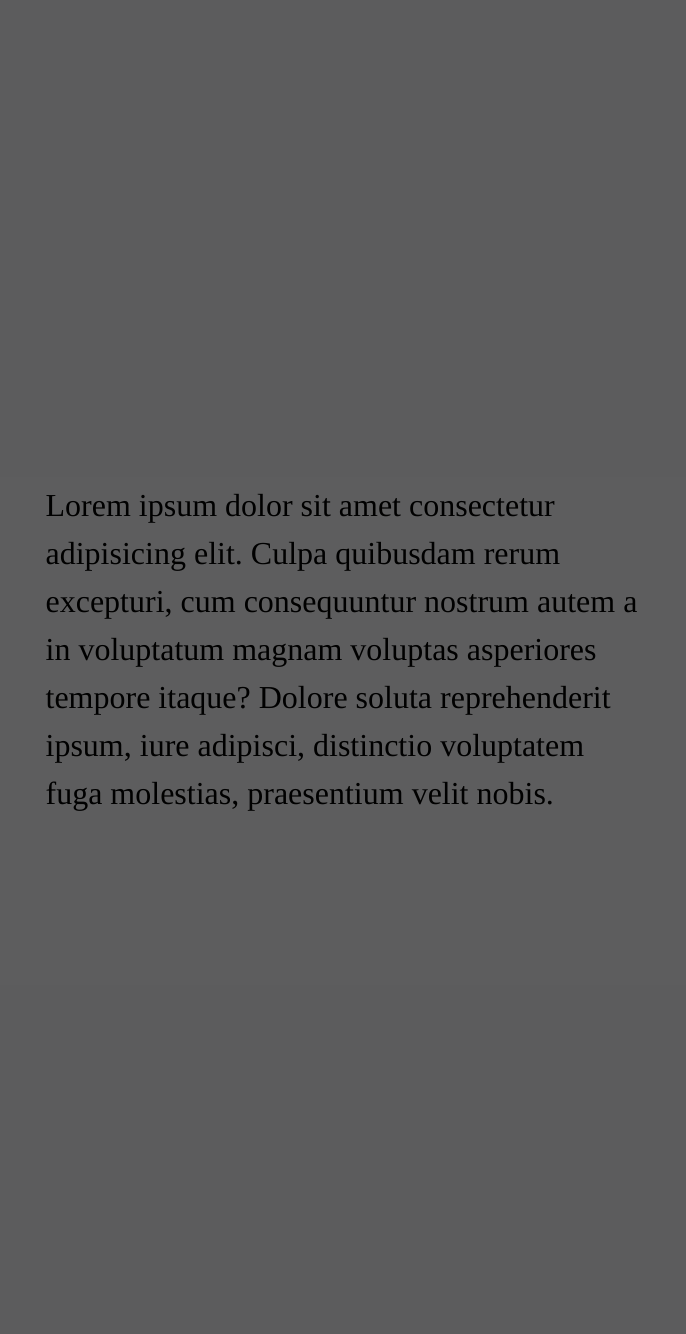 Lorem ipsum dolor sit amet consectetur
adipisicing elit. Culpa quibusdam rerum
excepturi, cum consequuntur nostrum autem a
in voluptatum magnam voluptas asperiores
tempore itaque? Dolore soluta reprehenderit
ipsum, iure adipisci, distinctio voluptatem
fuga molestias, praesentium velit nobis.